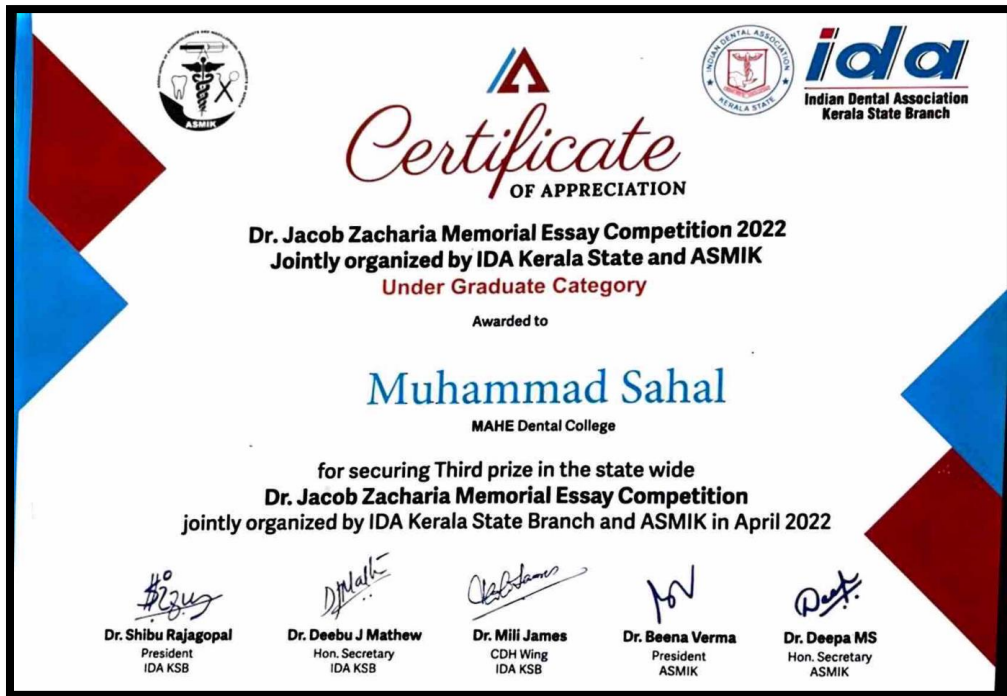 ASMIK
INDIAN DENTAL ASSOCIATION
KERALA STATE
ida
Indian Dental Association
Kerala State Branch
Certificate
OF APPRECIATION
Dr. Jacob Zacharia Memorial Essay Competition 2022
Jointly organized by IDA Kerala State and ASMIK
Under Graduate Category
Awarded to
Muhammad Sahal
MAHE Dental College
for securing Third prize in the state wide
Dr. Jacob Zacharia Memorial Essay Competition
jointly organized by IDA Kerala State Branch and ASMIK in April 2022
Dr. Shibu Rajagopal
President
IDA KSB
Dr. Deebu J Mathew
Hon. Secretary
IDA KSB
Dr. Mili James
CDH Wing
IDA KSB
Dr. Beena Verma
President
ASMIK
Dr. Deepa MS
Hon. Secretary
ASMIK